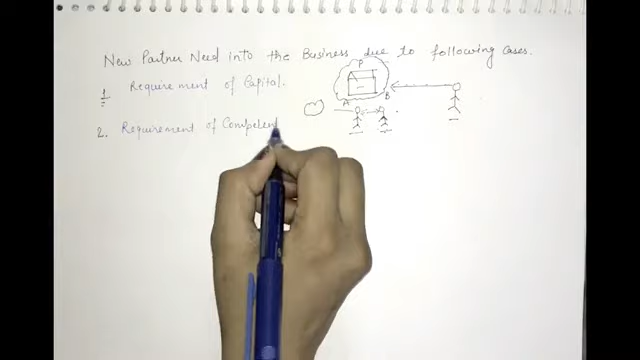 New Partner Need into the Business due to following Cases.
1 Requirement of Capital.
P
A B
2. Requirement of Competent